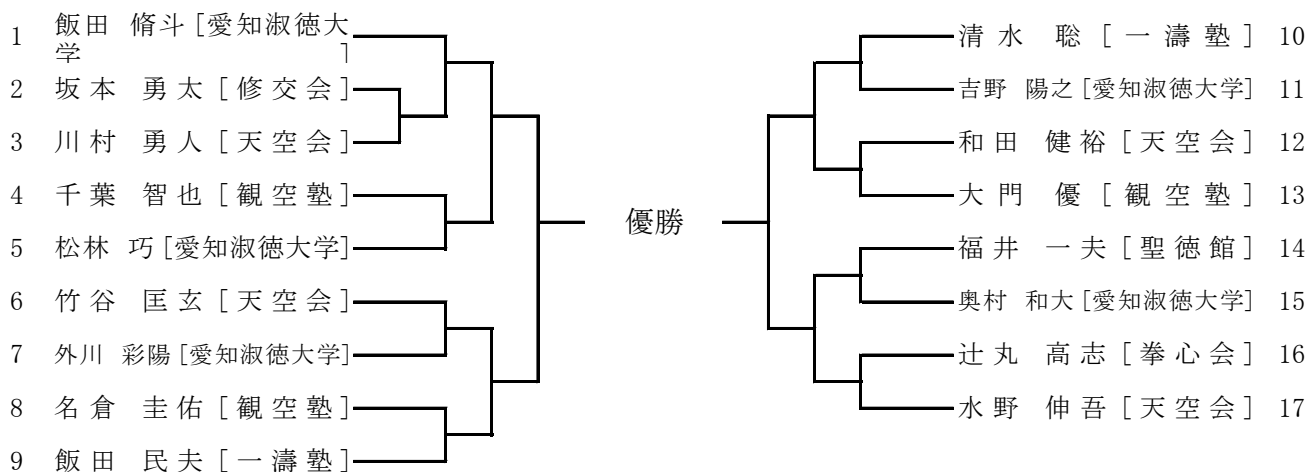 1 飯田 脩斗[愛知淑徳大学]
2 坂本 勇太[修交会]
3 川村 勇人[天空会]
4 千葉 智也[観空塾]
5 松林 巧[愛知淑徳大学]
6 竹谷 匡玄[天空会]
7 外川 彩陽[愛知淑徳大学]
8 名倉 圭佑[観空塾]
9 飯田 民夫[一濤塾]
優勝
清水 聡[一濤塾] 10
吉野 陽之[愛知淑徳大学] 11
和田 健裕[天空会] 12
大門 優[観空塾] 13
福井 一夫[聖徳館] 14
奥村 和大[愛知淑徳大学] 15
辻丸 高志[拳心会] 16
水野 伸吾[天空会] 17